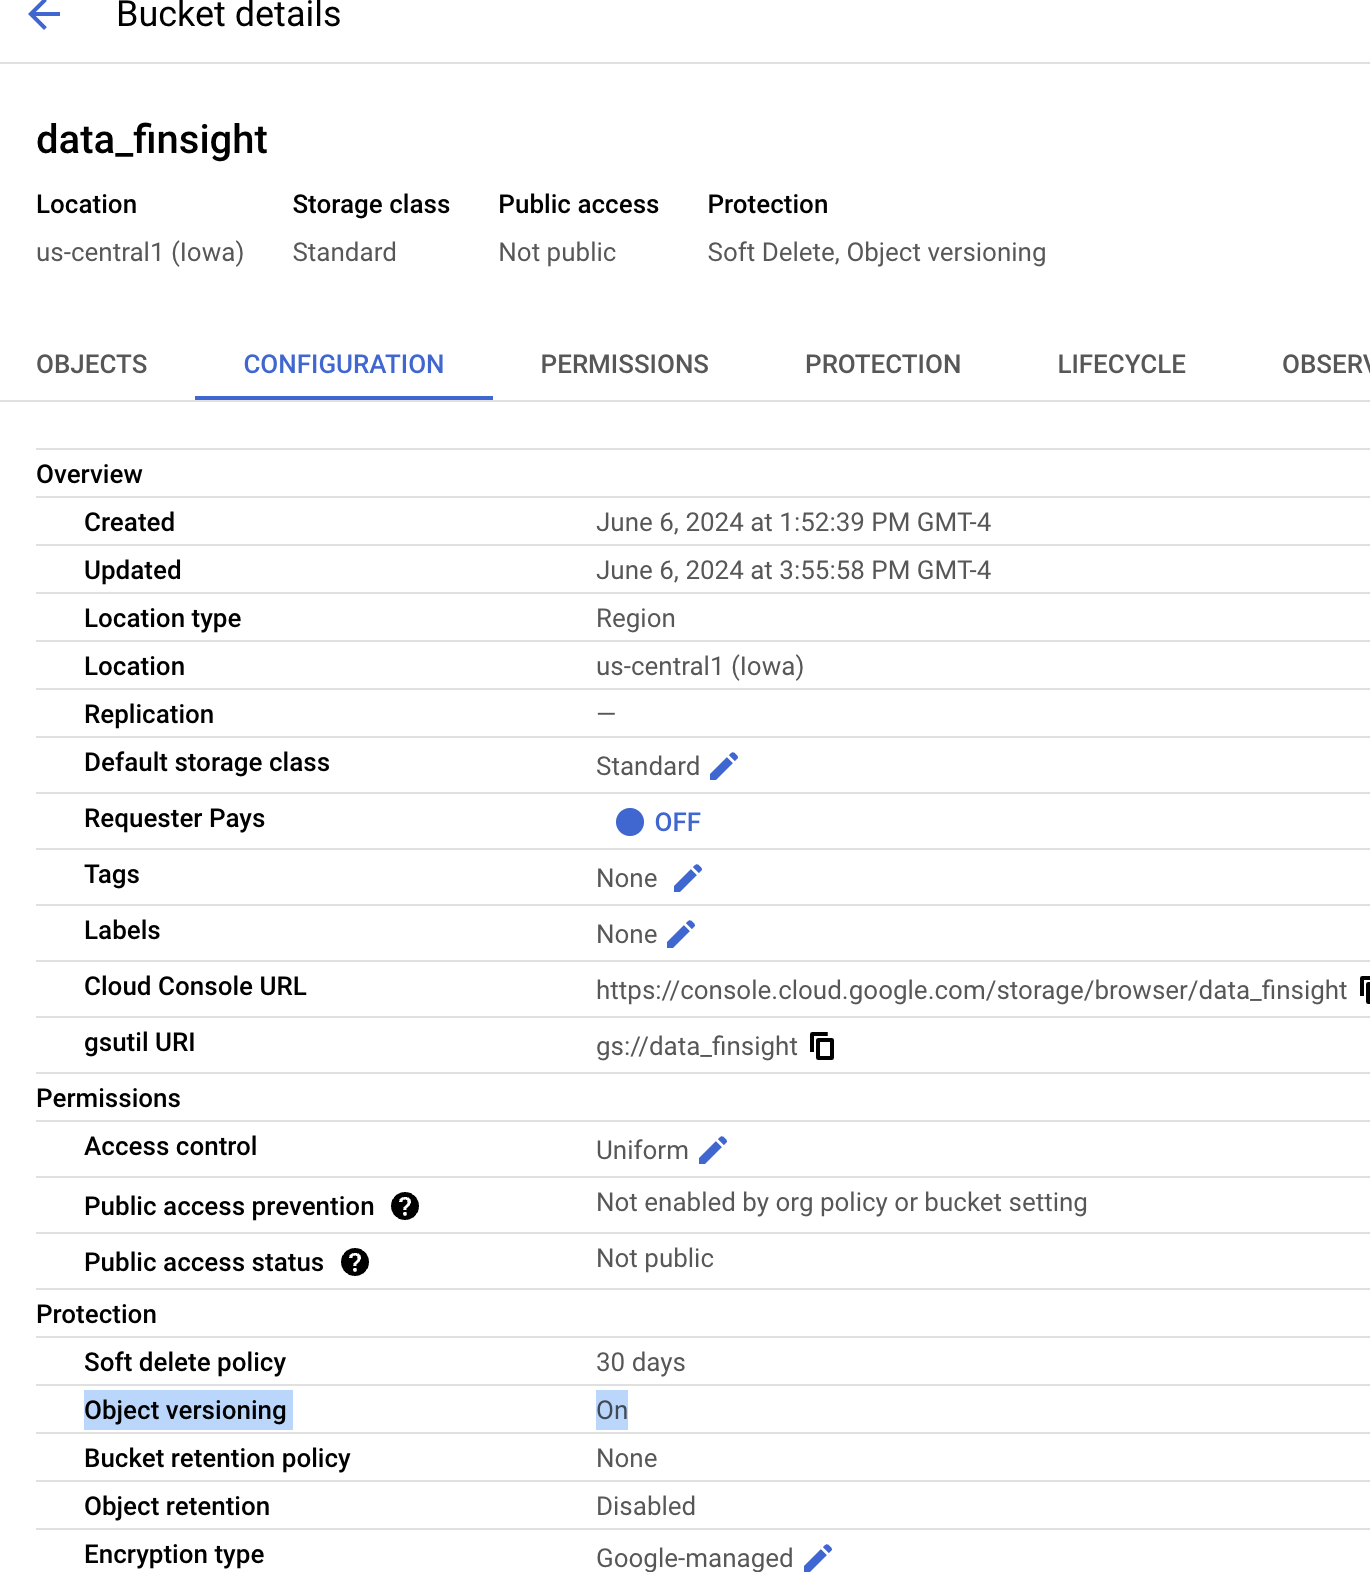 Bucket details
data_finsight
Location Storage class Public access Protection
us-central1 (Iowa) Standard Not public Soft Delete, Object versioning
OBJECTS CONFIGURATION PERMISSIONS PROTECTION LIFECYCLE OBSERV
Overview
Created June 6, 2024 at 1:52:39 PM GMT-4
Updated June 6, 2024 at 3:55:58 PM GMT-4
Location type Region
Location us-central1 (Iowa)
Replication —
Default storage class Standard
Requester Pays OFF
Tags None
Labels None
Cloud Console URL https://console.cloud.google.com/storage/browser/data_finsight
gsutil URI gs://data_finsight
Permissions
Access control Uniform
Public access prevention ? Not enabled by org policy or bucket setting
Public access status ? Not public
Protection
Soft delete policy 30 days
Object versioning On
Bucket retention policy None
Object retention Disabled
Encryption type Google-managed